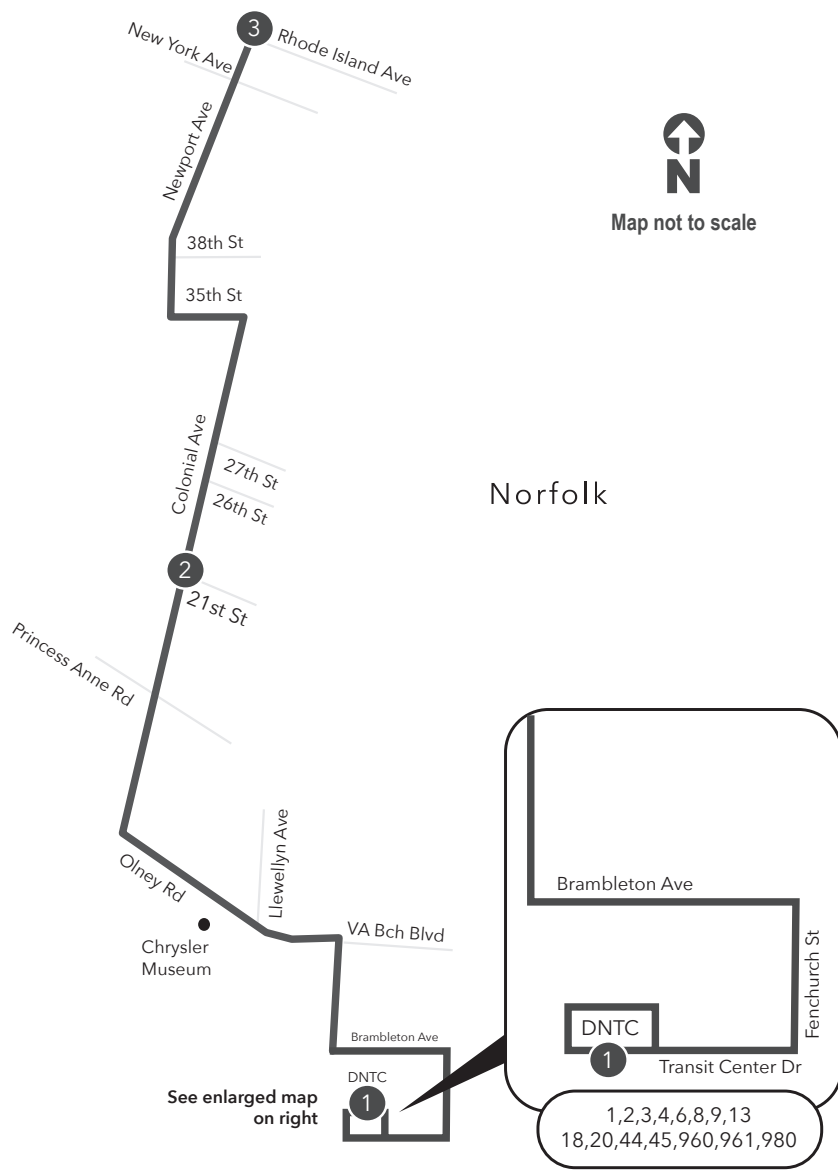 3
New York Ave
Rhode Island Ave
Newport Ave
N
Map not to scale
38th St
35th St
Colonial Ave
27th St
26th St
Norfolk
2
21st St
Princess Anne Rd
Olney Rd
Llewellyn Ave
Chrysler
Museum
VA Bch Blvd
Brambleton Ave
DNTC
1
See enlarged map
on right
Brambleton Ave
Fenchurch St
DNTC
1
Transit Center Dr
1,2,3,4,6,8,9,13
18,20,44,45,960,961,980